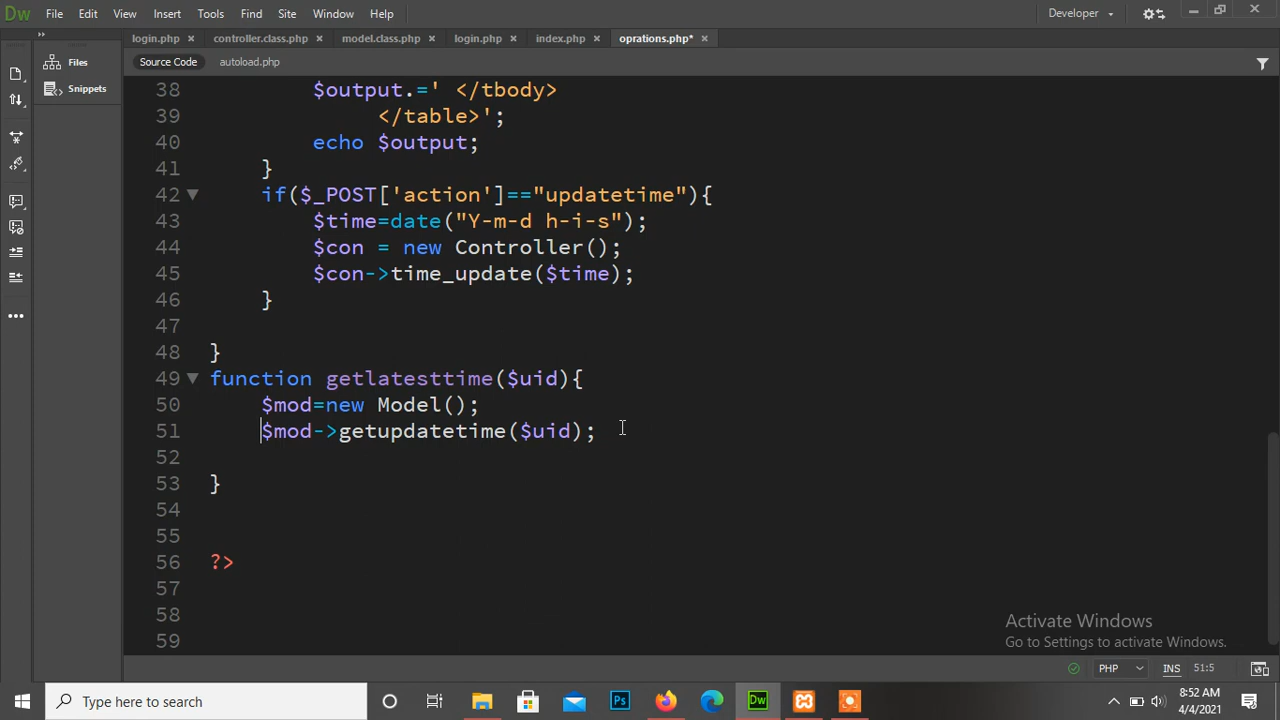 Dw File Edit View Insert Format Tools Find Site Window Help Developer
login.php controller.class.php model.class.php login.php index.php oprations.php*
Files
Snippets
Source Code autoload.php
38 $output.=' </tbody>
39 </table>';
40 echo $output;
41 }
42 if($_POST['action']=="updatetime"){
43 $time=date("Y-m-d h-i-s");
44 $con = new Controller();
45 $con->time_update($time);
46 }
47
48 }
49 function getlatesttime($uid){
50 $mod=new Model();
51 $mod->getupdatetime($uid);
52
53 }
54
55
56 ?>
57
58
59
Activate Windows
Go to Settings to activate Windows.
PHP INS 51:5
Type here to search
Ps
Dw
8:52 AM
4/4/2021